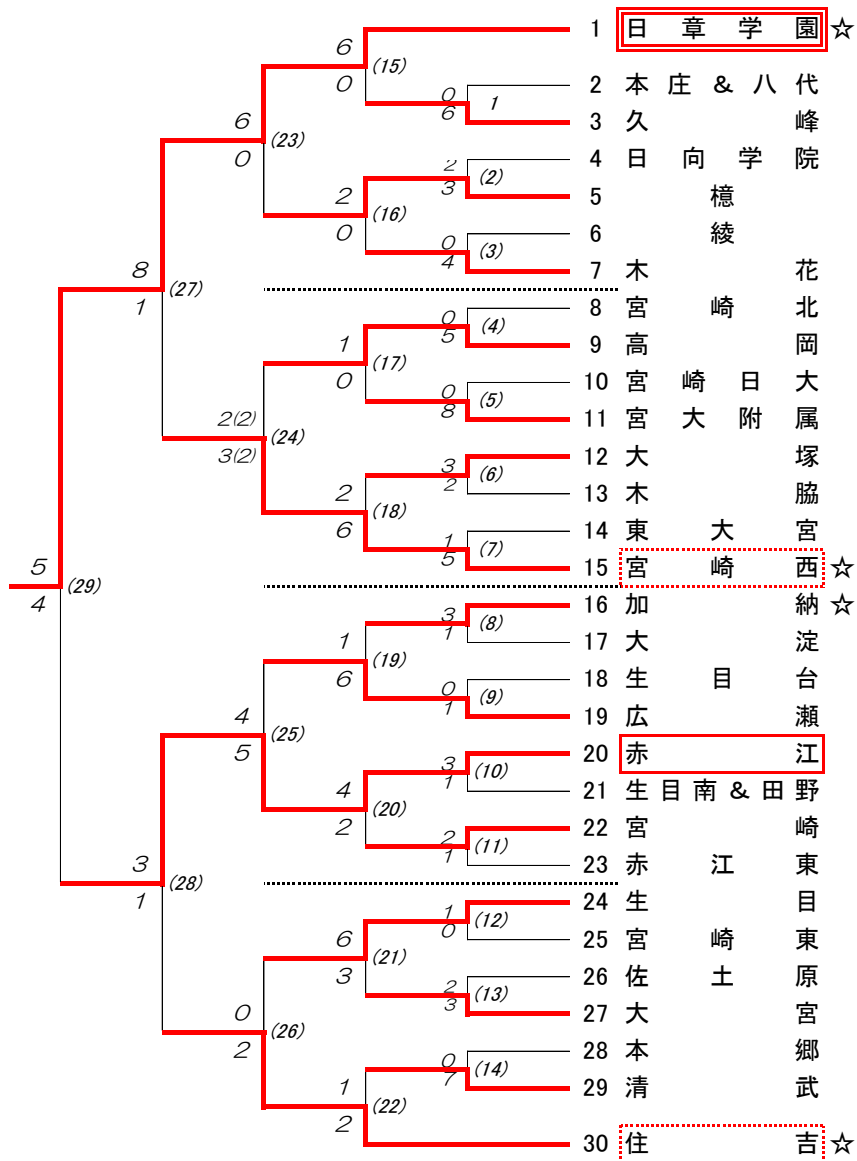 1 日章学園 ☆
6 (15)
0
2 本庄&八代
0 1
6
3 久峰
6 (23)
0
4 日向学院
2 (2)
3
5 檍
2 (16)
0
6 綾
0 (3)
4
7 木花
8 (27)
1
8 宮崎北
0 (4)
5
9 高岡
1 (17)
0
10 宮崎日大
0 (5)
8
11 宮大附属
2(2) (24)
3(2)
12 大塚
3 (6)
2
13 木脇
2 (18)
6
14 東大宮
1 (7)
5
15 宮崎西 ☆
5 (29)
4
16 加納 ☆
3 (8)
1
17 大淀
1 (19)
6
18 生目台
0 (9)
1
19 広瀬
4 (25)
5
20 赤江
3 (10)
1
21 生目南&田野
4 (20)
2
22 宮崎
2 (11)
1
23 赤江東
3 (28)
1
24 生目
1 (12)
0
25 宮崎東
6 (21)
3
26 佐土原
2 (13)
3
27 大宮
0 (26)
2
28 本郷
0 (14)
7
29 清武
1 (22)
2
30 住吉 ☆